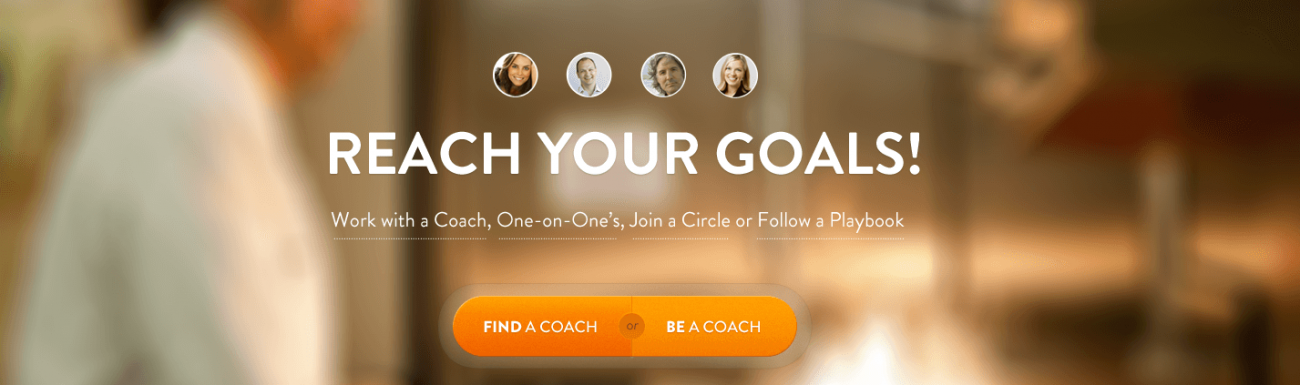 REACH YOUR GOALS!
Work with a Coach, One-on-One’s, Join a Circle or Follow a Playbook
FIND A COACH or BE A COACH